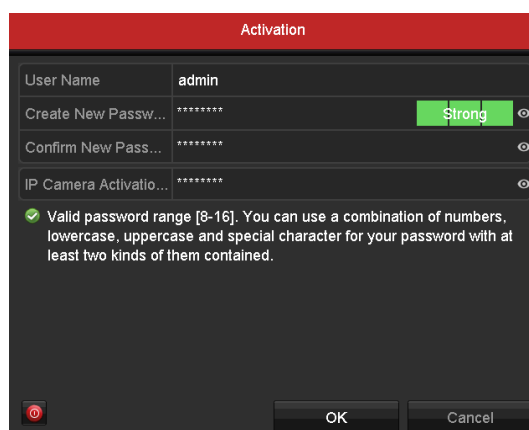 Activation
User Name admin
Create New Passw... ******** Strong
Confirm New Pass... ********
IP Camera Activatio... ********
Valid password range [8-16]. You can use a combination of numbers,
lowercase, uppercase and special character for your password with at
least two kinds of them contained.
OK Cancel